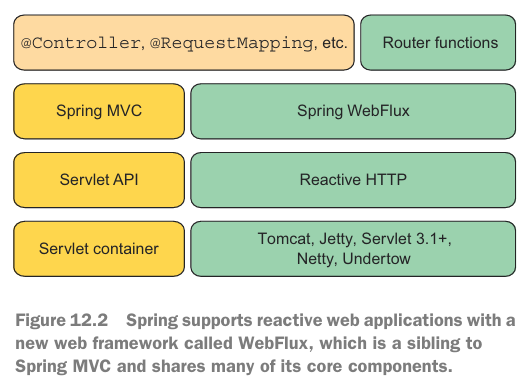 @Controller, @RequestMapping, etc.
Router functions
Spring MVC
Spring WebFlux
Servlet API
Reactive HTTP
Servlet container
Tomcat, Jetty, Servlet 3.1+,
Netty, Undertow
Figure 12.2 Spring supports reactive web applications with a
new web framework called WebFlux, which is a sibling to
Spring MVC and shares many of its core components.